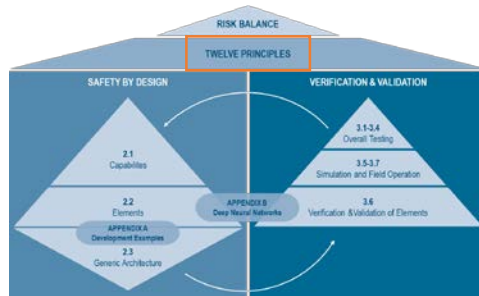 RISK BALANCE
TWELVE PRINCIPLES
SAFETY BY DESIGN
2.1
Capabilites
2.2
Elements
APPENDIX A
Development Examples
2.3
Generic Architecture
APPENDIX B
Deep Neural Networks
VERIFICATION & VALIDATION
3.1-3.4
Overall Testing
3.5-3.7
Simulation and Field Operation
3.6
Verification &Validation of Elements